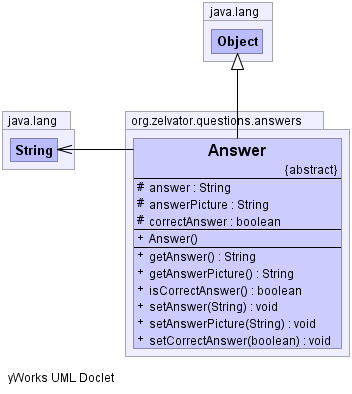 java.lang
Object
java.lang
String
org.zelvator.questions.answers
Answer
{abstract}
# answer : String
# answerPicture : String
# correctAnswer : boolean
+ Answer()
+ getAnswer() : String
+ getAnswerPicture() : String
+ isCorrectAnswer() : boolean
+ setAnswer(String) : void
+ setAnswerPicture(String) : void
+ setCorrectAnswer(boolean) : void
yWorks UML Doclet